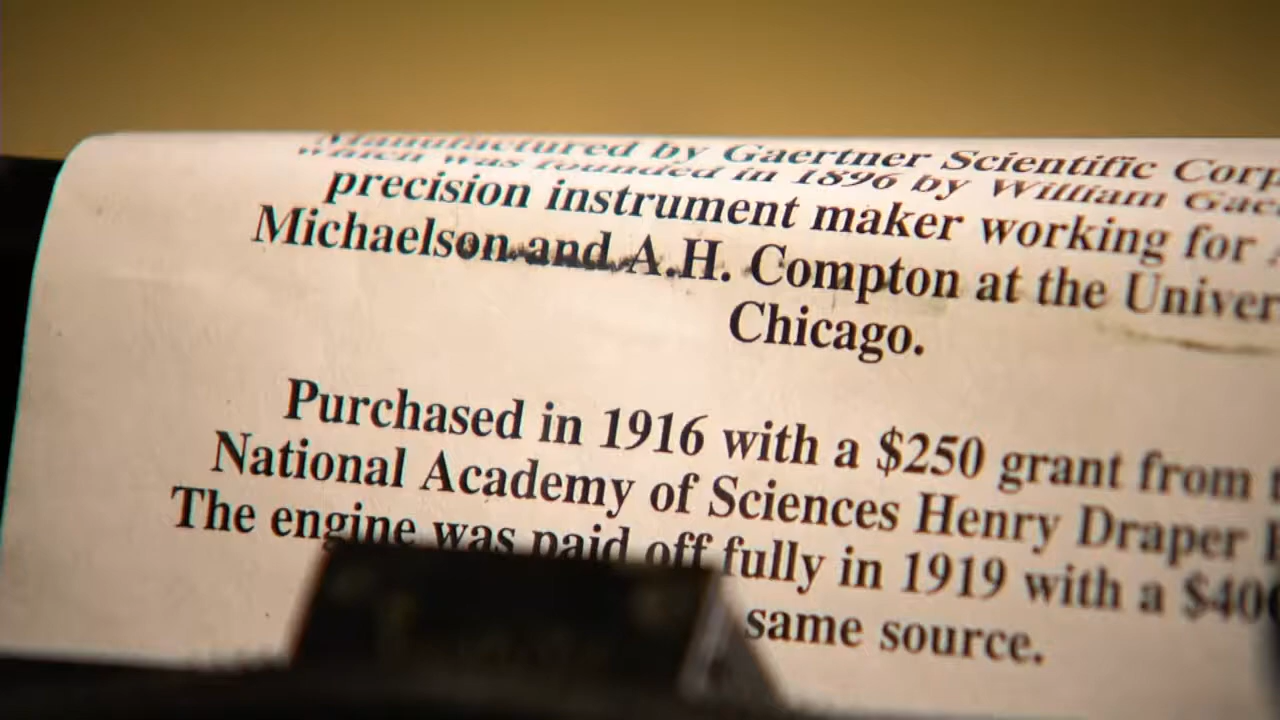 Manufactured by Gaertner Scientific Corp
which was founded in 1896 by William Gae
precision instrument maker working for
Michaelson and A.H. Compton at the Univer
Chicago.
Purchased in 1916 with a $250 grant from
National Academy of Sciences Henry Draper
The engine was paid off fully in 1919 with a $400
same source.